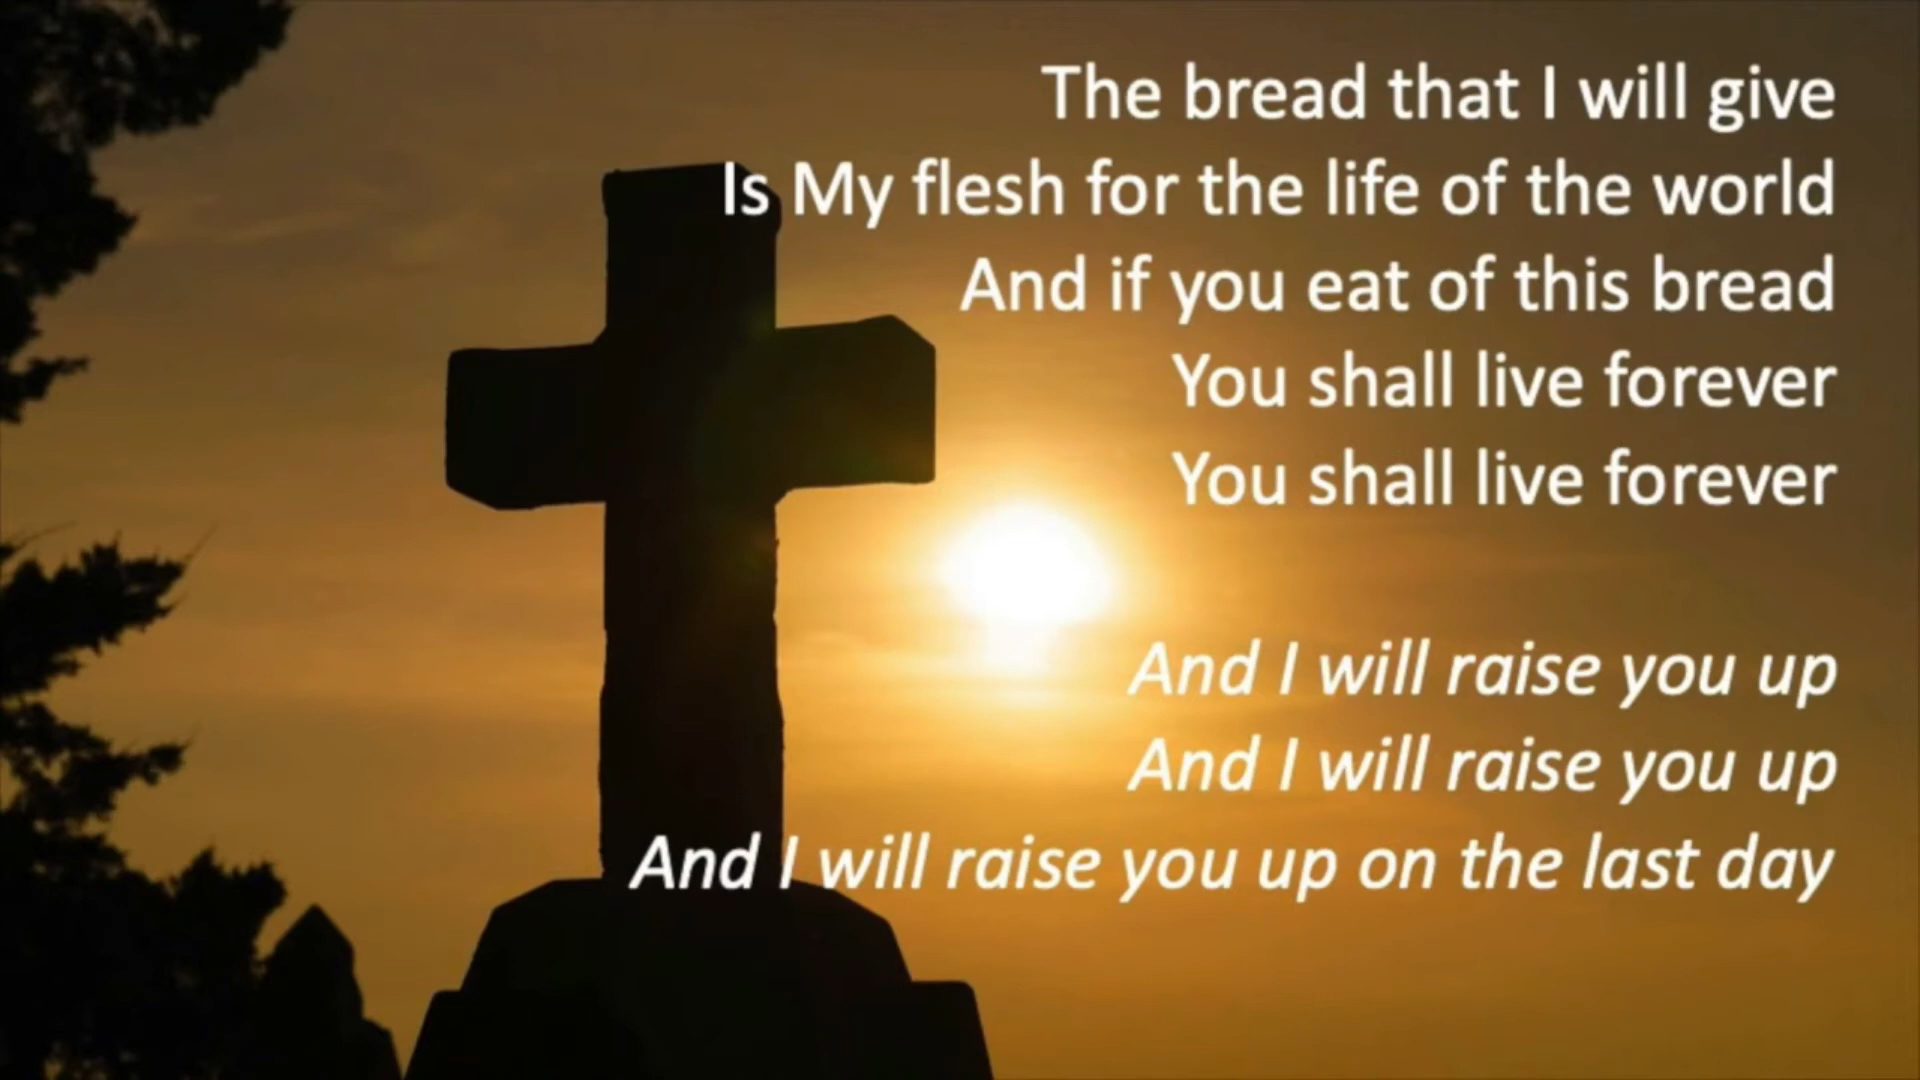 The bread that I will give
Is My flesh for the life of the world
And if you eat of this bread
You shall live forever
You shall live forever
And I will raise you up
And I will raise you up
And I will raise you up on the last day